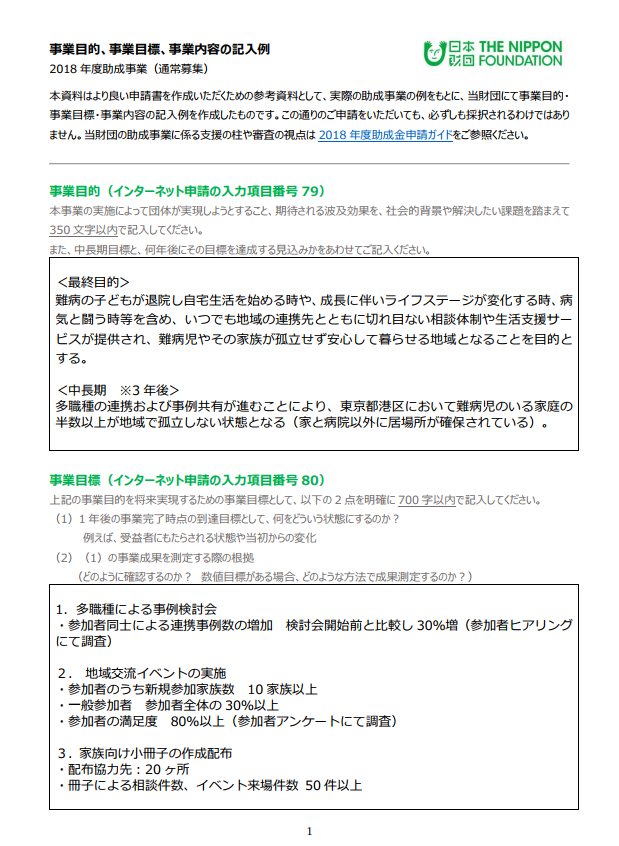 事業目的、事業目標、事業内容の記入例
日本
財団
THE NIPPON
FOUNDATION
2018 年度助成事業（通常募集）
本資料はより良い申請書を作成いただくための参考資料として、実際の助成事業の例をもとに、当財団にて事業目的・
事業目標・事業内容の記入例を作成したものです。この通りのご申請をいただいても、必ずしも採択されるわけではあり
ません。当財団の助成事業に係る支援の柱や審査の視点は 2018 年度助成金申請ガイドをご参照ください。
事業目的（インターネット申請の入力項目番号 79）
本事業の実施によって団体が実現しようとすること、期待される波及効果を、社会的背景や解決したい課題を踏まえて
350 文字以内で記入してください。
また、中長期目標と、何年後にその目標を達成する見込みかをあわせてご記入ください。
＜最終目的＞
難病の子どもが退院し自宅生活を始める時や、成長に伴いライフステージが変化する時、病
気と闘う時等を含め、いつでも地域の連携先とともに切れ目ない相談体制や生活支援サー
ビスが提供され、難病児やその家族が孤立せず安心して暮らせる地域となることを目的と
する。
＜中長期　※3 年後＞
多職種の連携および事例共有が進むことにより、東京都港区において難病児のいる家庭の
半数以上が地域で孤立しない状態となる（家と病院以外に居場所が確保されている）。
事業目標（インターネット申請の入力項目番号 80）
上記の事業目的を将来実現するための事業目標として、以下の 2 点を明確に 700 字以内で記入してください。
（1）1 年後の事業完了時点の到達目標として、何をどういう状態にするのか？
例えば、受益者にもたらされる状態や当初からの変化
（2）（1）の事業成果を測定する際の根拠
（どのように確認するのか？　数値目標がある場合、どのような方法で成果測定するのか？）
1．多職種による事例検討会
・参加者同士による連携事例数の増加　検討会開始前と比較し 30%増（参加者ヒアリング
にて調査）
２． 地域交流イベントの実施
・参加者のうち新規参加家族数　10 家族以上
・一般参加者　参加者全体の 30%以上
・参加者の満足度　80%以上（参加者アンケートにて調査）
３．家族向け小冊子の作成配布
・配布協力先：20 ヶ所
・冊子による相談件数、イベント来場件数 50 件以上
1